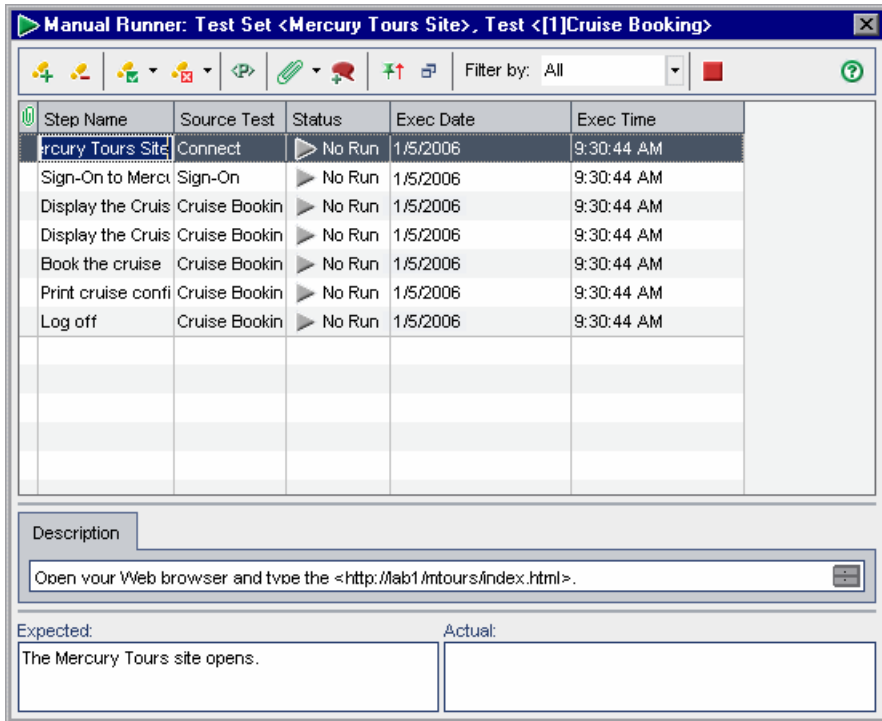 Manual Runner: Test Set <Mercury Tours Site>, Test <[1]Cruise Booking>
<P> Filter by: All
Step Name Source Test Status Exec Date Exec Time
rcury Tours Site Connect No Run 1/5/2006 9:30:44 AM
Sign-On to Mercu Sign-On No Run 1/5/2006 9:30:44 AM
Display the Cruis Cruise Bookin No Run 1/5/2006 9:30:44 AM
Display the Cruis Cruise Bookin No Run 1/5/2006 9:30:44 AM
Book the cruise Cruise Bookin No Run 1/5/2006 9:30:44 AM
Print cruise confi Cruise Bookin No Run 1/5/2006 9:30:44 AM
Log off Cruise Bookin No Run 1/5/2006 9:30:44 AM
Description
Open your Web browser and type the <http://lab1/mtours/index.html>.
Expected: Actual:
The Mercury Tours site opens.